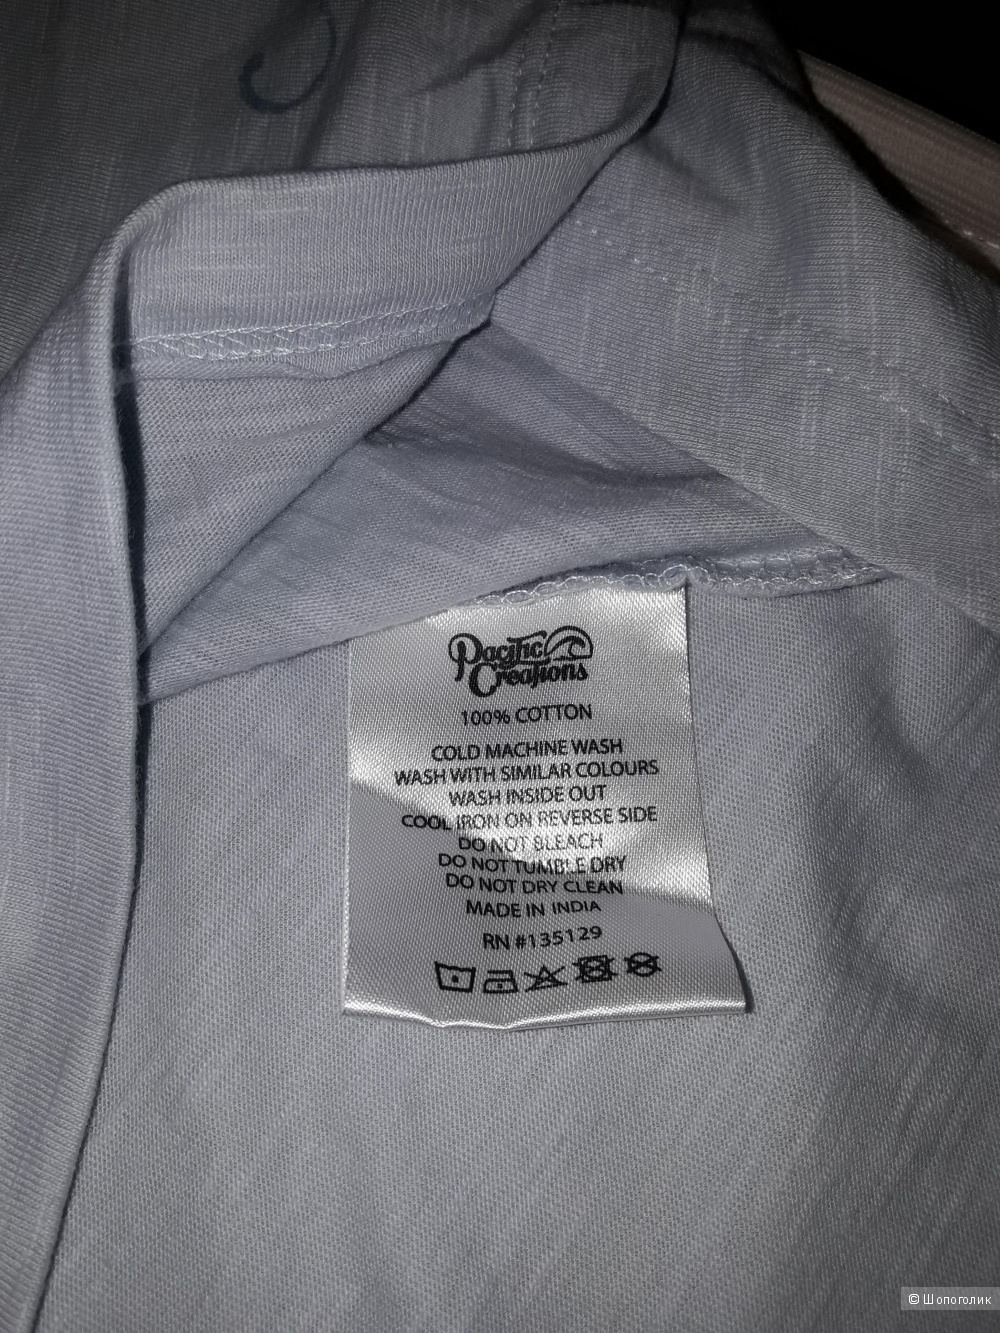 Pacific
Creations
100% COTTON
COLD MACHINE WASH
WASH WITH SIMILAR COLOURS
WASH INSIDE OUT
COOL IRON ON REVERSE SIDE
DO NOT BLEACH
DO NOT TUMBLE DRY
DO NOT DRY CLEAN
MADE IN INDIA
RN #135129
© Шопоголик